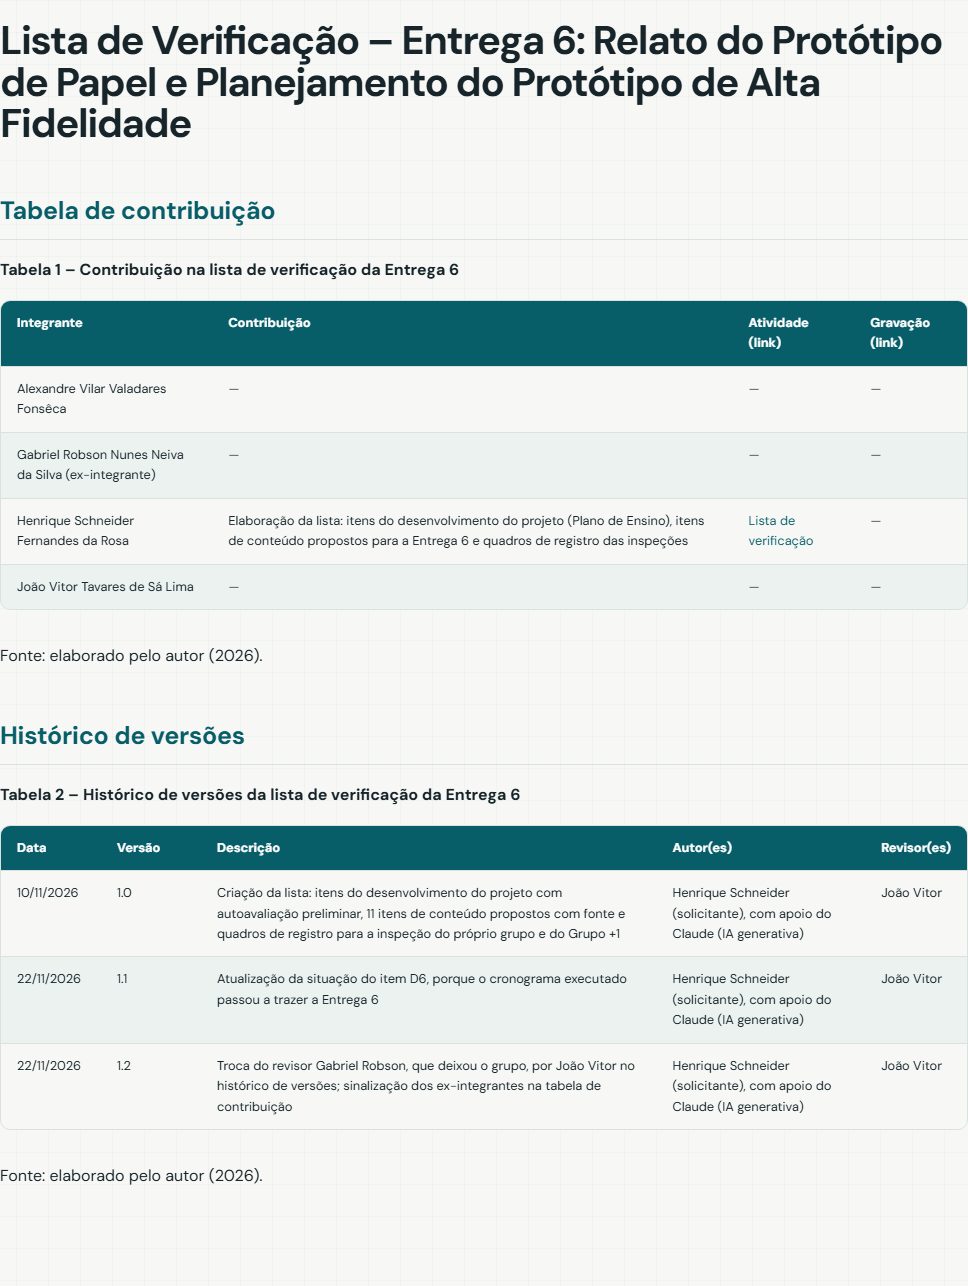 Lista de Verificação – Entrega 6: Relato do Protótipo
de Papel e Planejamento do Protótipo de Alta
Fidelidade
Tabela de contribuição
Tabela 1 – Contribuição na lista de verificação da Entrega 6
Integrante Contribuição Atividade (link) Gravação (link)
Alexandre Vilar Valadares
Fonsêca
— — —
Gabriel Robson Nunes Neiva
da Silva (ex-integrante)
— — —
Henrique Schneider
Fernandes da Rosa
Elaboração da lista: itens do desenvolvimento do projeto (Plano de Ensino), itens
de conteúdo propostos para a Entrega 6 e quadros de registro das inspeções
Lista de
verificação
—
João Vitor Tavares de Sá Lima — — —
Fonte: elaborado pelo autor (2026).
Histórico de versões
Tabela 2 – Histórico de versões da lista de verificação da Entrega 6
Data Versão Descrição Autor(es) Revisor(es)
10/11/2026 1.0
Criação da lista: itens do desenvolvimento do projeto com
autoavaliação preliminar, 11 itens de conteúdo propostos com fonte e
quadros de registro para a inspeção do próprio grupo e do Grupo +1
Henrique Schneider
(solicitante), com apoio do
Claude (IA generativa)
João Vitor
22/11/2026 1.1
Atualização da situação do item D6, porque o cronograma executado
passou a trazer a Entrega 6
Henrique Schneider
(solicitante), com apoio do
Claude (IA generativa)
João Vitor
22/11/2026 1.2
Troca do revisor Gabriel Robson, que deixou o grupo, por João Vitor no
histórico de versões; sinalização dos ex-integrantes na tabela de
contribuição
Henrique Schneider
(solicitante), com apoio do
Claude (IA generativa)
João Vitor
Fonte: elaborado pelo autor (2026).